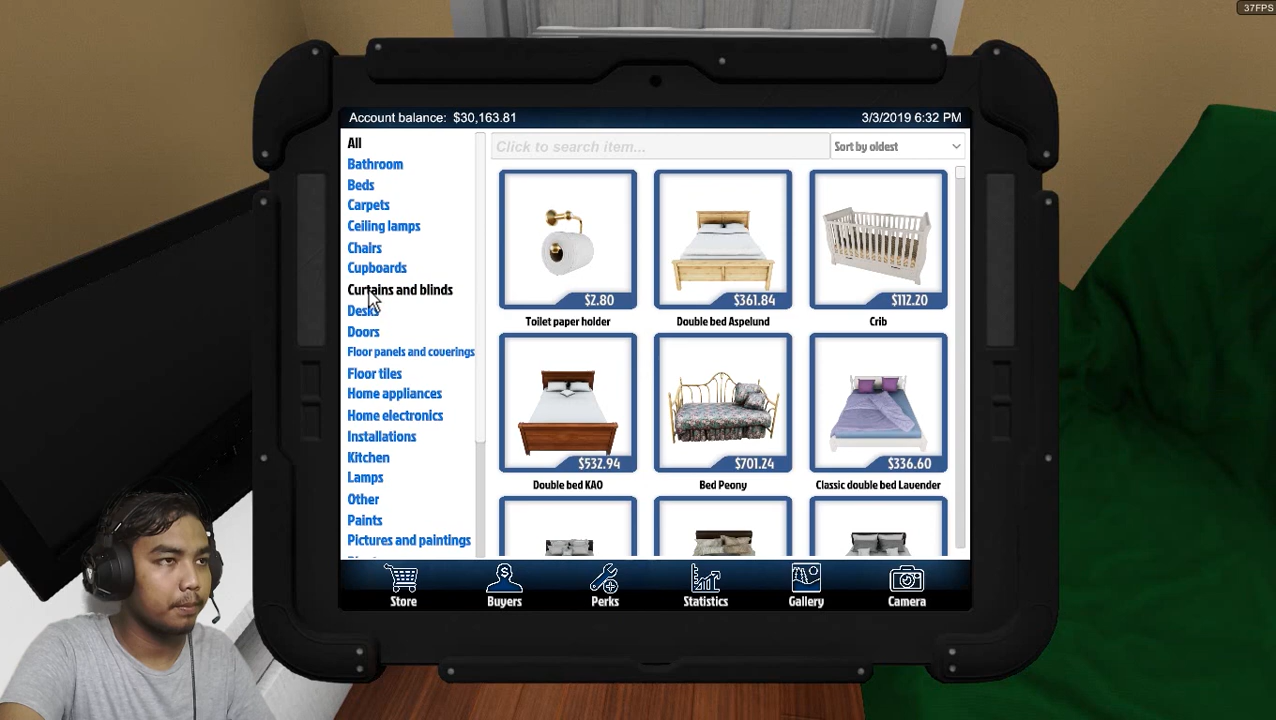 37FPS
Account balance: $30,163.81
3/3/2019 6:32 PM
All
Bathroom
Beds
Carpets
Ceiling lamps
Chairs
Cupboards
Curtains and blinds
Desks
Doors
Floor panels and coverings
Floor tiles
Home appliances
Home electronics
Installations
Kitchen
Lamps
Other
Paints
Pictures and paintings
Click to search item...
Sort by oldest
$2.80
$361.84
$112.20
Toilet paper holder
Double bed Aspelund
Crib
$532.94
$701.24
$336.60
Double bed KAO
Bed Peony
Classic double bed Lavender
Store
Buyers
Perks
Statistics
Gallery
Camera